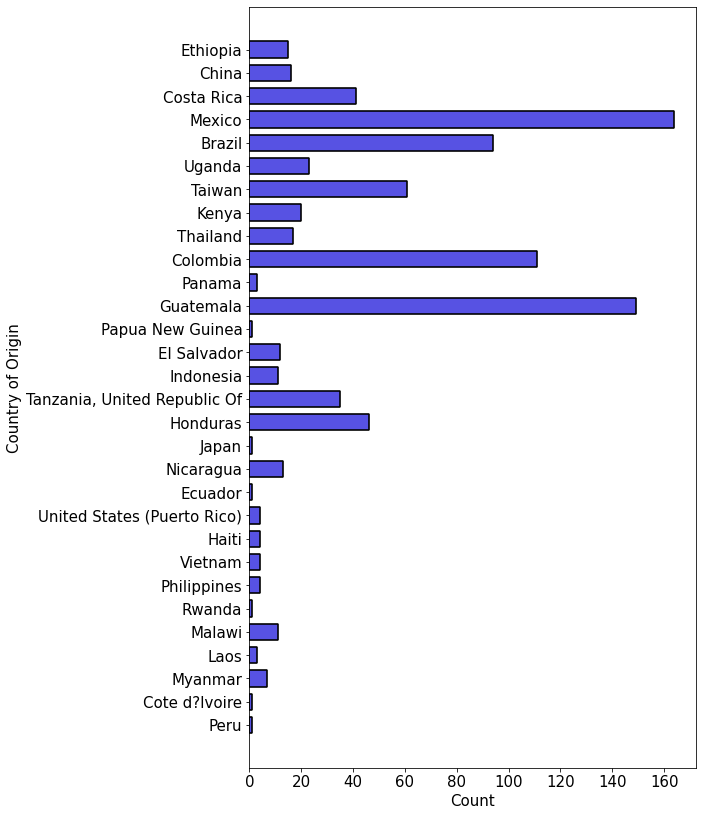 Ethiopia
China
Costa Rica
Mexico
Brazil
Uganda
Taiwan
Kenya
Thailand
Colombia
Panama
Guatemala
Papua New Guinea
El Salvador
Indonesia
Tanzania, United Republic Of
Honduras
Japan
Nicaragua
Ecuador
United States (Puerto Rico)
Haiti
Vietnam
Philippines
Rwanda
Malawi
Laos
Myanmar
Cote d?Ivoire
Peru
Country of Origin
0 20 40 60 80 100 120 140 160
Count